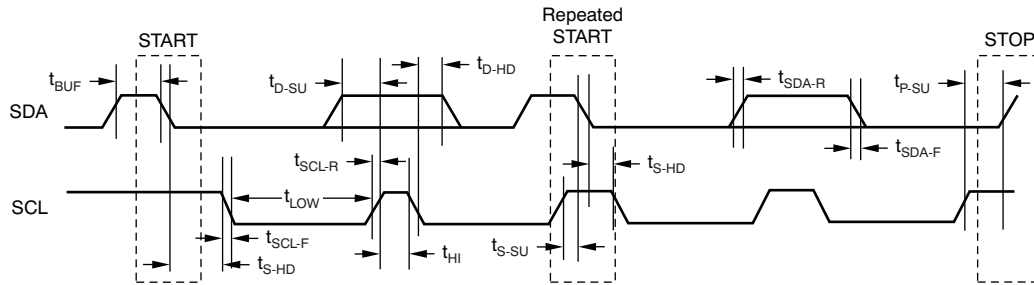 Repeated
START
START
STOP
tBUF
tD-SU
tD-HD
tSDA-R
tP-SU
SDA
tSCL-R
tSDA-F
tS-HD
tLOW
SCL
tSCL-F
tHI
tS-SU
tS-HD